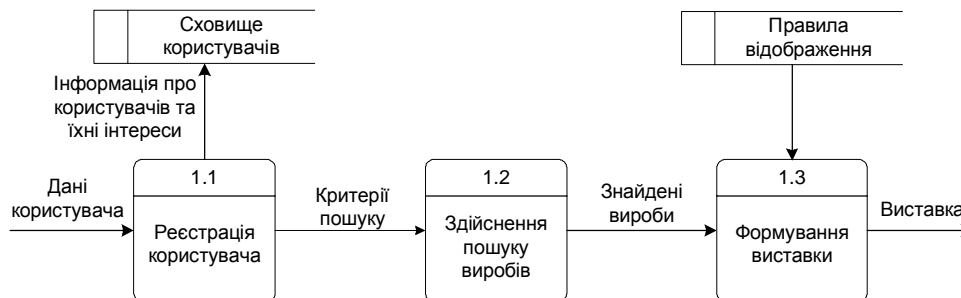 Сховище
користувачів
Правила
відображення
Інформація про
користувачів та
їхні інтереси
Дані
користувача
1.1
Реєстрація
користувача
Критерії
пошуку
1.2
Здійснення
пошуку
виробів
Знайдені
вироби
1.3
Формування
виставки
Виставка